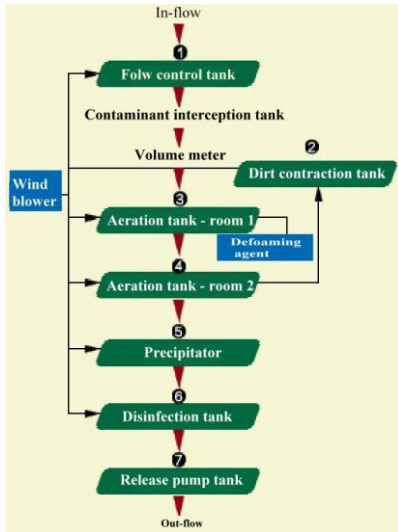 In-flow
1
Folw control tank
Contaminant interception tank
Volume meter
2
Dirt contraction tank
Wind
blower
3
Aeration tank - room 1
Defoaming
agent
4
Aeration tank - room 2
5
Precipitator
6
Disinfection tank
7
Release pump tank
Out-flow